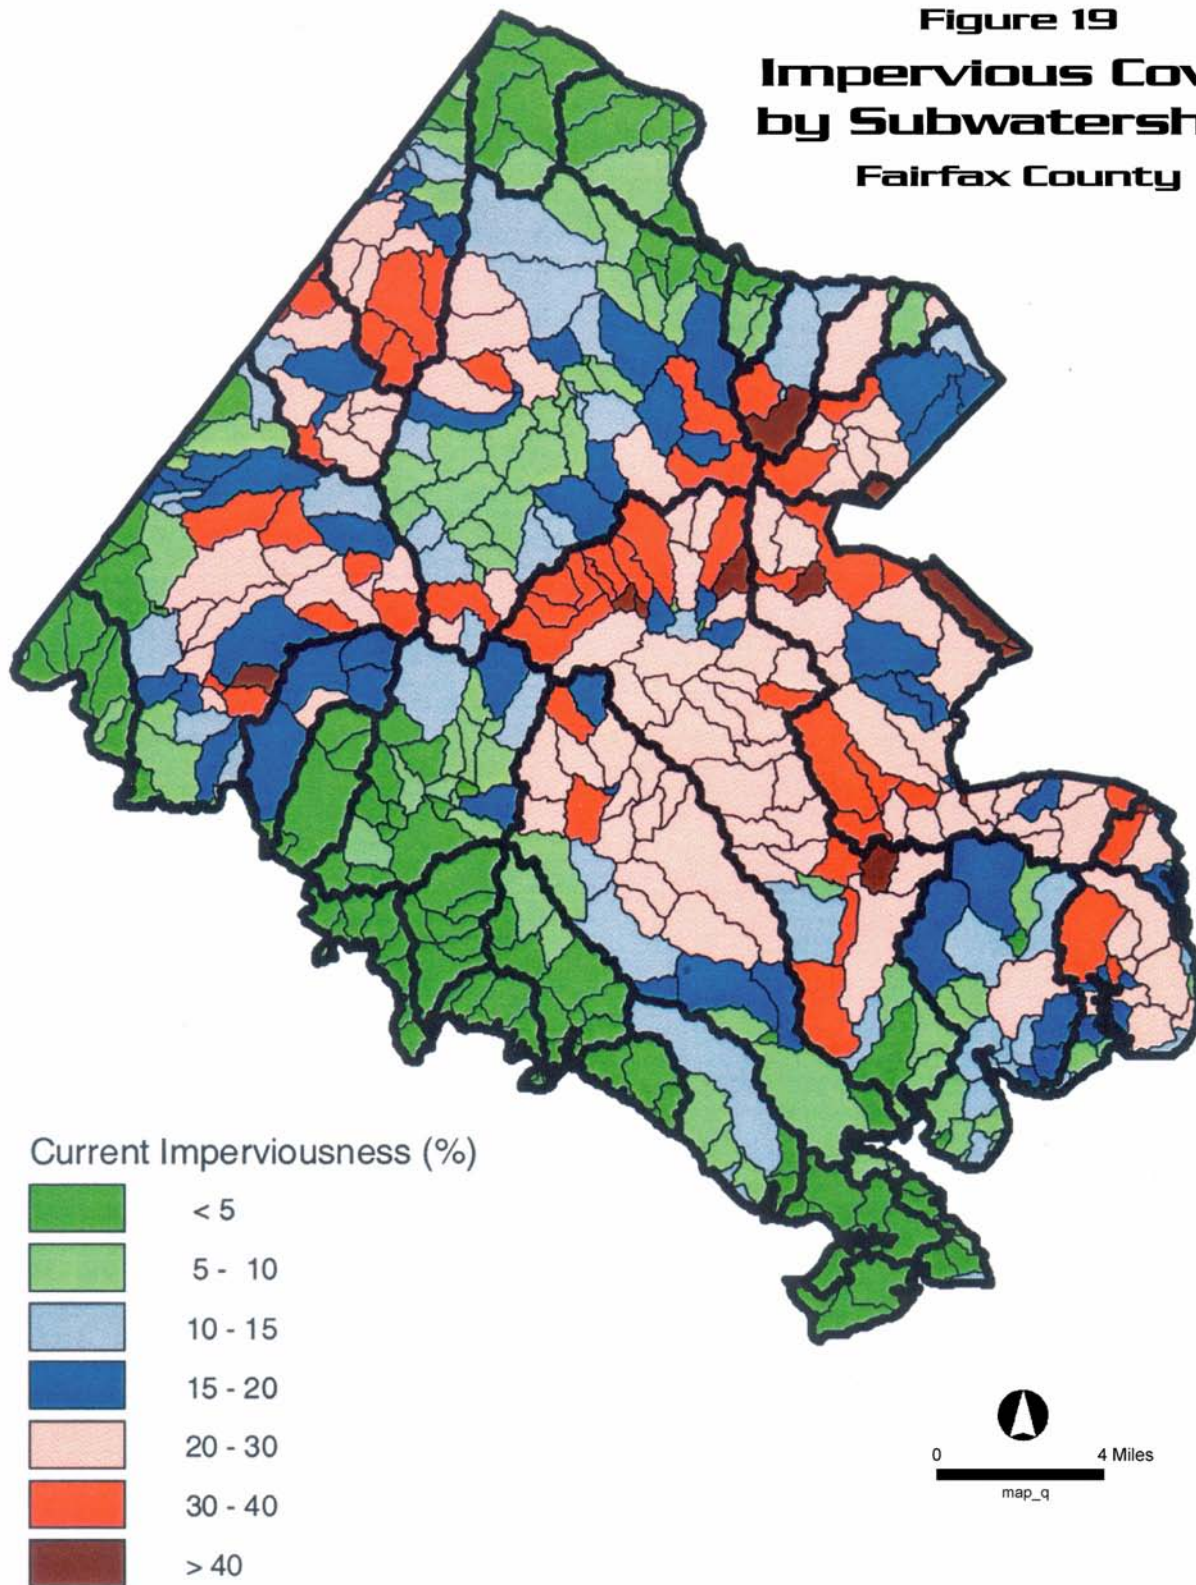 Figure 19
Impervious Cov
by Subwatersh
Fairfax County
Current Imperviousness (%)
< 5
5 - 10
10 - 15
15 - 20
20 - 30
30 - 40
> 40
0 4 Miles
map_q